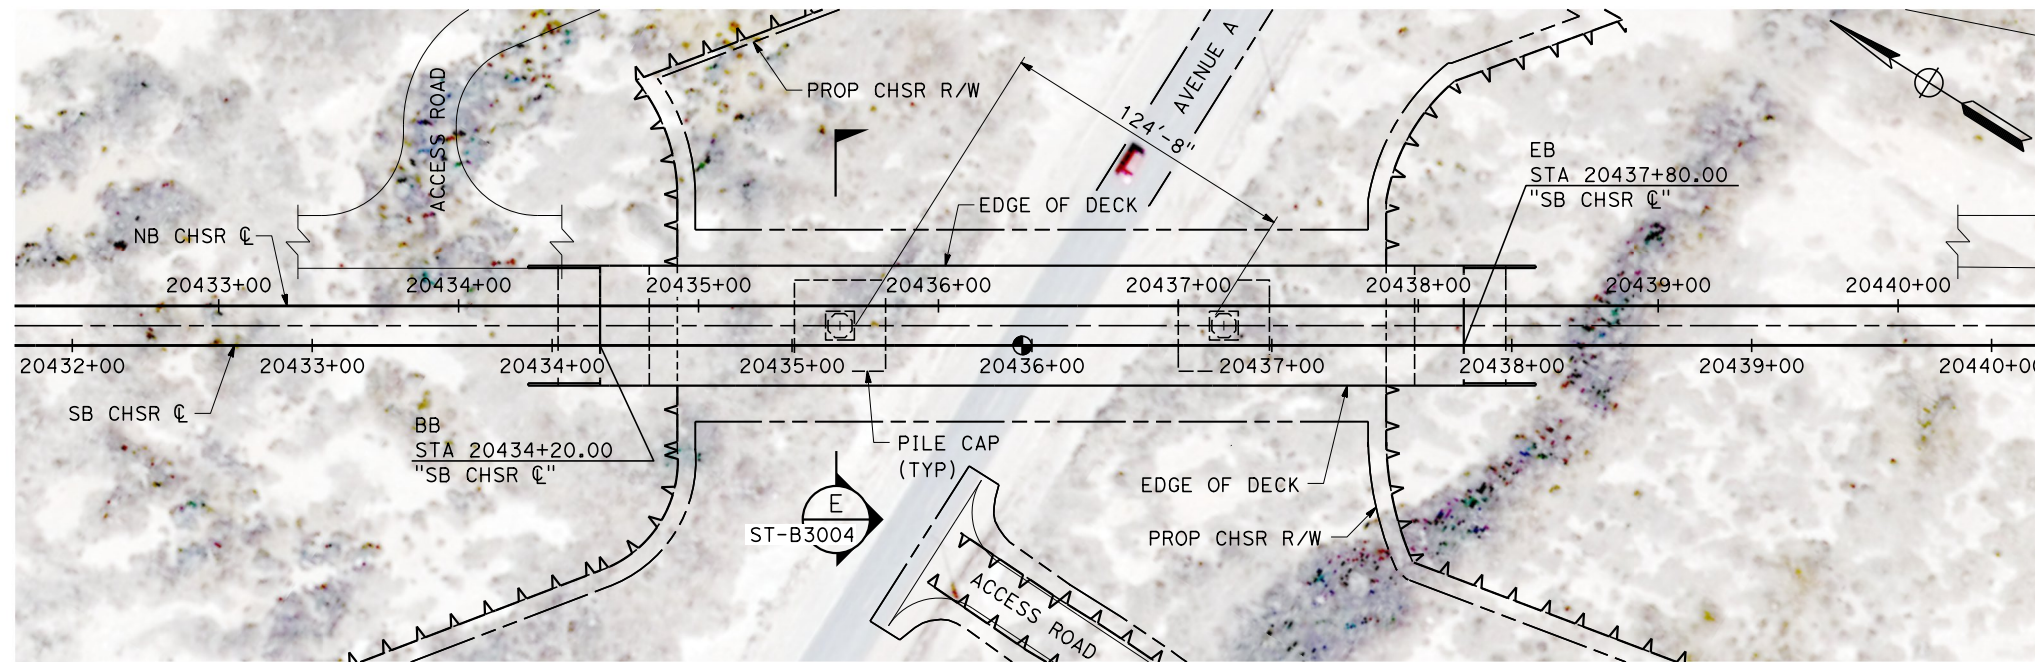 AVENUE A
ACCESS ROAD
PROP CHSR R/W
124'-8"
EB
STA 20437+80.00
"SB CHSR ℄"
EDGE OF DECK
NB CHSR ℄
20433+00
20434+00
20435+00
20436+00
20437+00
20438+00
20439+00
20440+00
20432+00
20433+00
20434+00
20435+00
20436+00
20437+00
20438+00
20439+00
20440+0
SB CHSR ℄
BB
STA 20434+20.00
"SB CHSR ℄"
PILE CAP
(TYP)
EDGE OF DECK
E
ST-B3004
PROP CHSR R/W
ACCESS ROAD